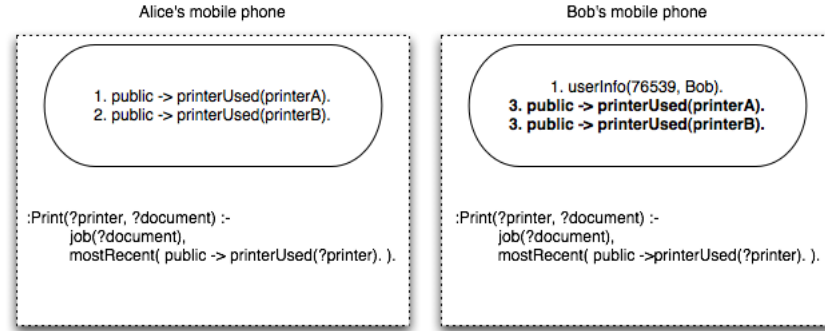 Alice's mobile phone
1. public -> printerUsed(printerA).
2. public -> printerUsed(printerB).
:Print(?printer, ?document) :-
job(?document),
mostRecent( public -> printerUsed(?printer). ).
Bob's mobile phone
1. userInfo(76539, Bob).
3. public -> printerUsed(printerA).
3. public -> printerUsed(printerB).
:Print(?printer, ?document) :-
job(?document),
mostRecent( public ->printerUsed(?printer). ).